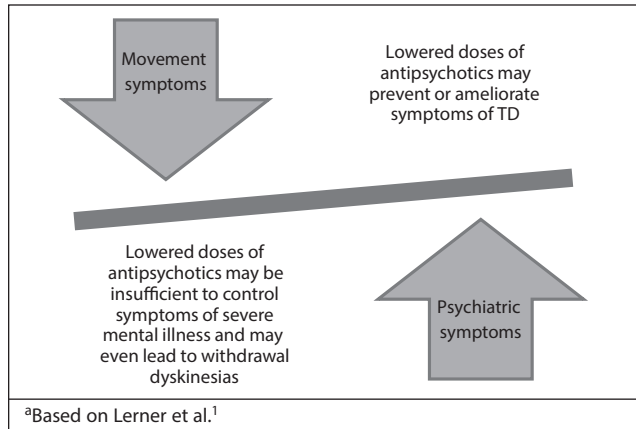 Movement
symptoms
Lowered doses of
antipsychotics may
prevent or ameliorate
symptoms of TD
Lowered doses of
antipsychotics may be
insufficient to control
symptoms of severe
mental illness and may
even lead to withdrawal
dyskinesias
Psychiatric
symptoms
aBased on Lerner et al.1